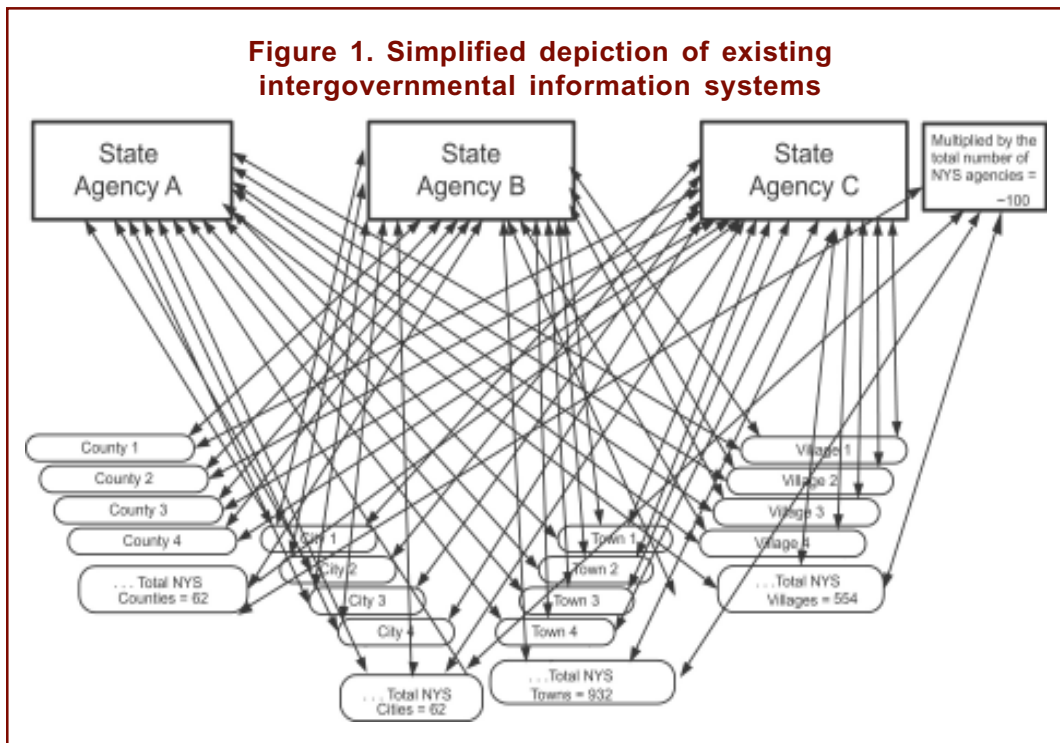 Figure 1. Simplified depiction of existing
intergovernmental information systems
State
Agency A
State
Agency B
State
Agency C
Multiplied by the
total number of
NYS agencies =
~100
County 1
County 2
County 3
County 4
. . . Total NYS
Counties = 62
City 1
City 2
City 3
City 4
. . . Total NYS
Cities = 62
Town 1
Town 2
Town 3
Town 4
. . .Total NYS
Towns = 932
Village 1
Village 2
Village 3
Village 4
. . .Total NYS
Villages = 554